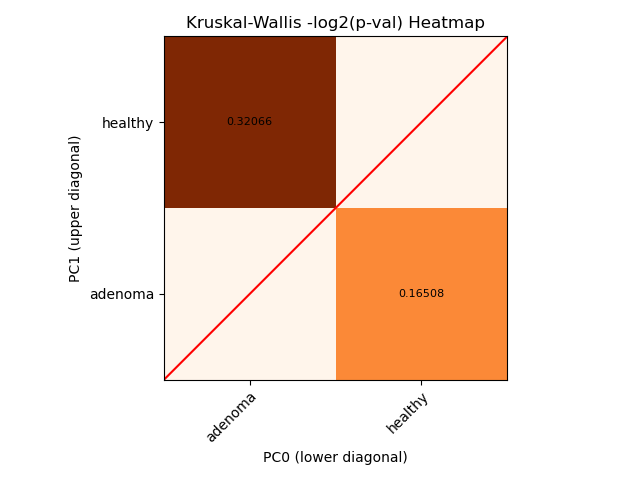 Kruskal-Wallis -log2(p-val) Heatmap
PC1 (upper diagonal)
healthy
0.32066
adenoma
0.16508
adenoma
healthy
PC0 (lower diagonal)